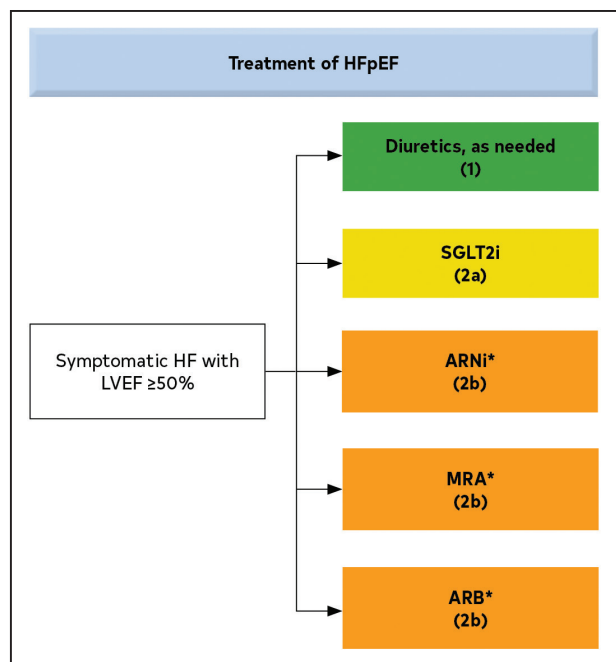 Treatment of HFpEF
Diuretics, as needed
(1)
SGLT2i
(2a)
Symptomatic HF with
LVEF ≥50%
ARNi*
(2b)
MRA*
(2b)
ARB*
(2b)